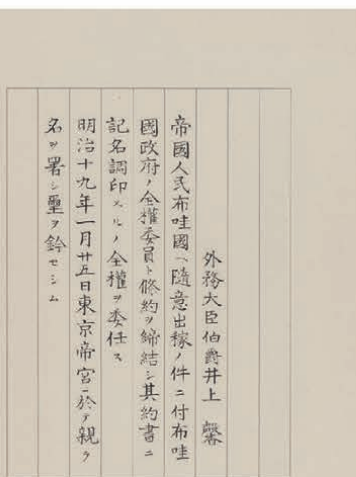 外務大臣伯爵井上馨
帝國人民布哇國ヘ隨意出稼ノ件ニ付布哇
國政府ノ全權委員ト條約ヲ締結シ其約書ニ
記名調印スルノ全權ヲ委任ス
明治十九年一月廿五日東京帝宮ニ於テ親ラ
名ヲ署シ璽ヲ鈐セシム